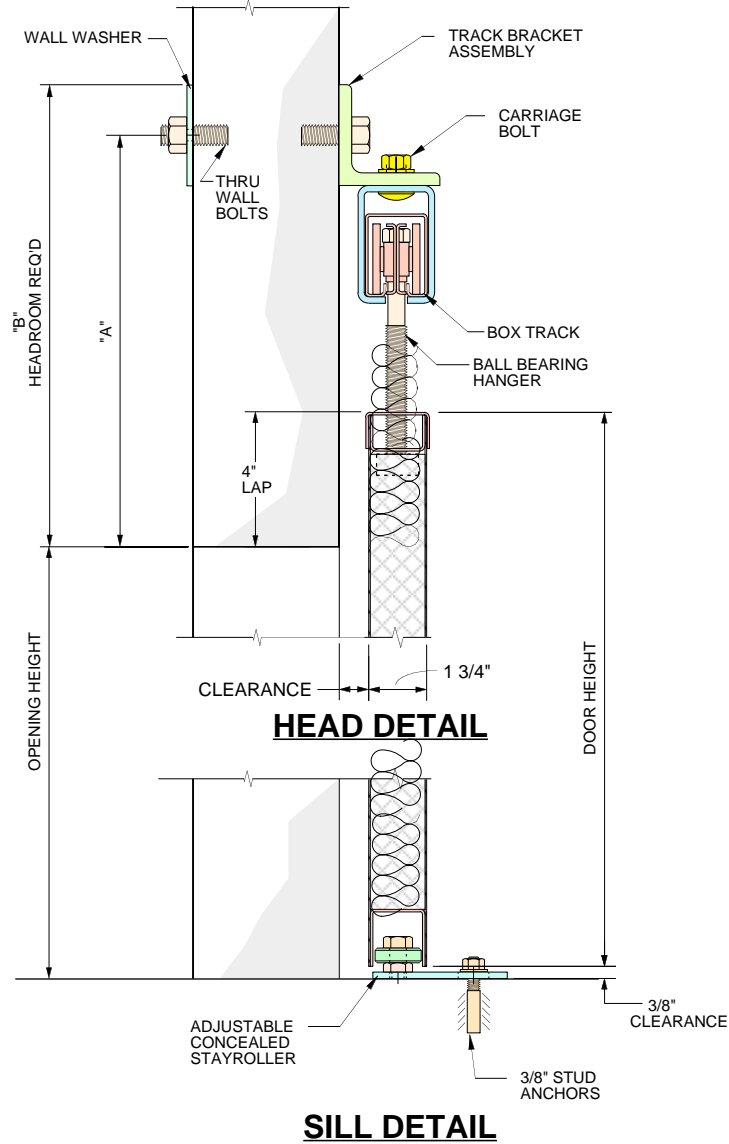 WALL WASHER
TRACK BRACKET
ASSEMBLY
CARRIAGE
BOLT
THRU
WALL
BOLTS
"B"
HEADROOM REQ'D
"A"
BOX TRACK
BALL BEARING
HANGER
4"
LAP
OPENING HEIGHT
DOOR HEIGHT
CLEARANCE
1 3/4"
HEAD DETAIL
ADJUSTABLE
CONCEALED
STAYROLLER
3/8"
CLEARANCE
3/8" STUD
ANCHORS
SILL DETAIL